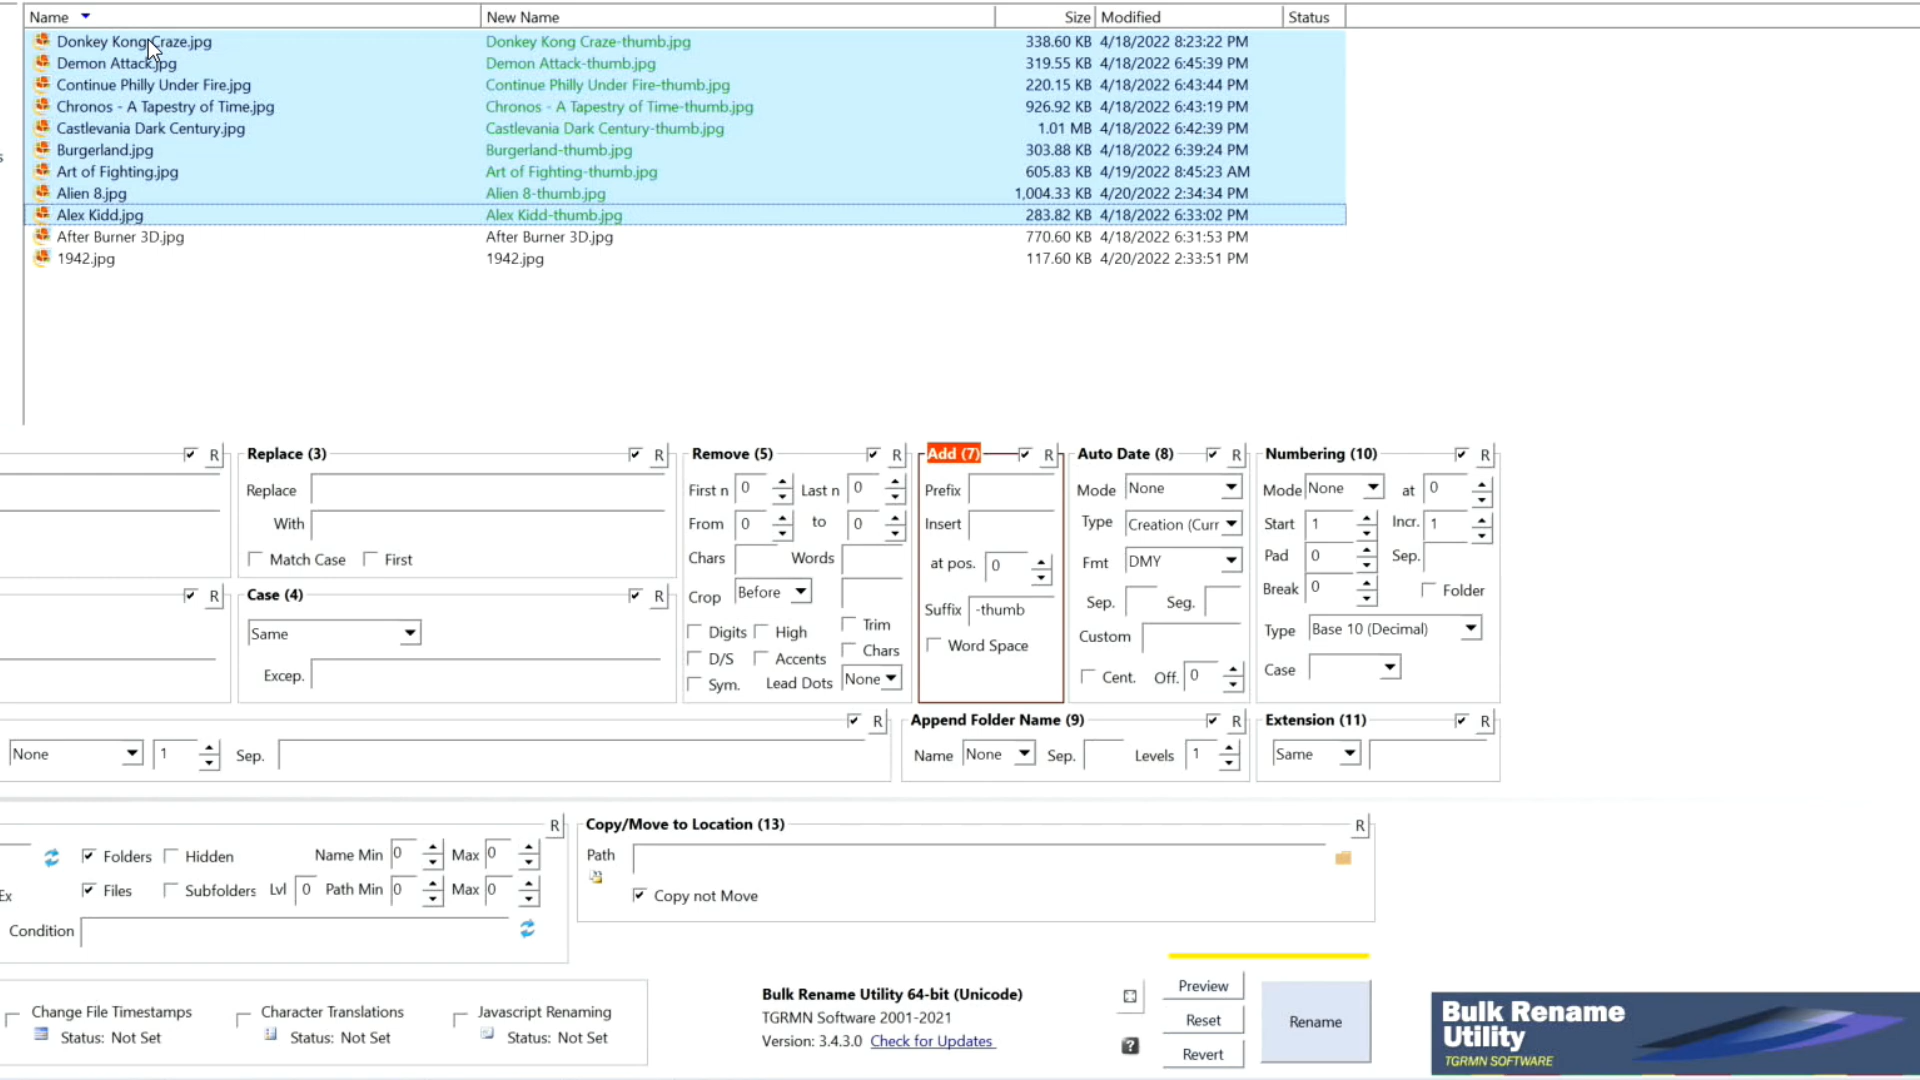 Name New Name Size Modified Status
Donkey Kong Craze.jpg Donkey Kong Craze-thumb.jpg 338.60 KB 4/18/2022 8:23:22 PM
Demon Attack.jpg Demon Attack-thumb.jpg 319.55 KB 4/18/2022 6:45:39 PM
Continue Philly Under Fire.jpg Continue Philly Under Fire-thumb.jpg 220.15 KB 4/18/2022 6:43:44 PM
Chronos - A Tapestry of Time.jpg Chronos - A Tapestry of Time-thumb.jpg 926.92 KB 4/18/2022 6:43:19 PM
Castlevania Dark Century.jpg Castlevania Dark Century-thumb.jpg 1.01 MB 4/18/2022 6:42:39 PM
Burgerland.jpg Burgerland-thumb.jpg 303.88 KB 4/18/2022 6:39:24 PM
Art of Fighting.jpg Art of Fighting-thumb.jpg 605.83 KB 4/19/2022 8:45:23 AM
Alien 8.jpg Alien 8-thumb.jpg 1,004.33 KB 4/20/2022 2:34:34 PM
Alex Kidd.jpg Alex Kidd-thumb.jpg 283.82 KB 4/18/2022 6:33:02 PM
After Burner 3D.jpg After Burner 3D.jpg 770.60 KB 4/18/2022 6:31:53 PM
1942.jpg 1942.jpg 117.60 KB 4/20/2022 2:33:51 PM
R Replace (3) R Remove (5) R Add (7) R Auto Date (8) R Numbering (10) R
Replace First n 0 Last n 0 Prefix Mode None Mode None at 0
With From 0 to 0 Insert Type Creation (Curr Start 1 Incr. 1
Match Case First Chars Words at pos. 0 Fmt DMY Pad 0 Sep.
R Case (4) R Crop Before Suffix -thumb Sep. Seg. Break 0 Folder
Same Digits High Trim Word Space Custom Type Base 10 (Decimal)
Excep. D/S Accents Chars Cent. Off. 0 Case
Sym. Lead Dots None
R Append Folder Name (9) R Extension (11) R
None 1 Sep. Name None Sep. Levels 1 Same
R Copy/Move to Location (13) R
Folders Hidden Name Min 0 Max 0 Path
Ex Files Subfolders Lvl 0 Path Min 0 Max 0 Copy not Move
Condition
Change File Timestamps Character Translations Javascript Renaming
Status: Not Set Status: Not Set Status: Not Set
Bulk Rename Utility 64-bit (Unicode)
TGRMN Software 2001-2021
Version: 3.4.3.0 Check for Updates
Preview
Reset
Revert
Rename
Bulk Rename
Utility
TGRMN SOFTWARE